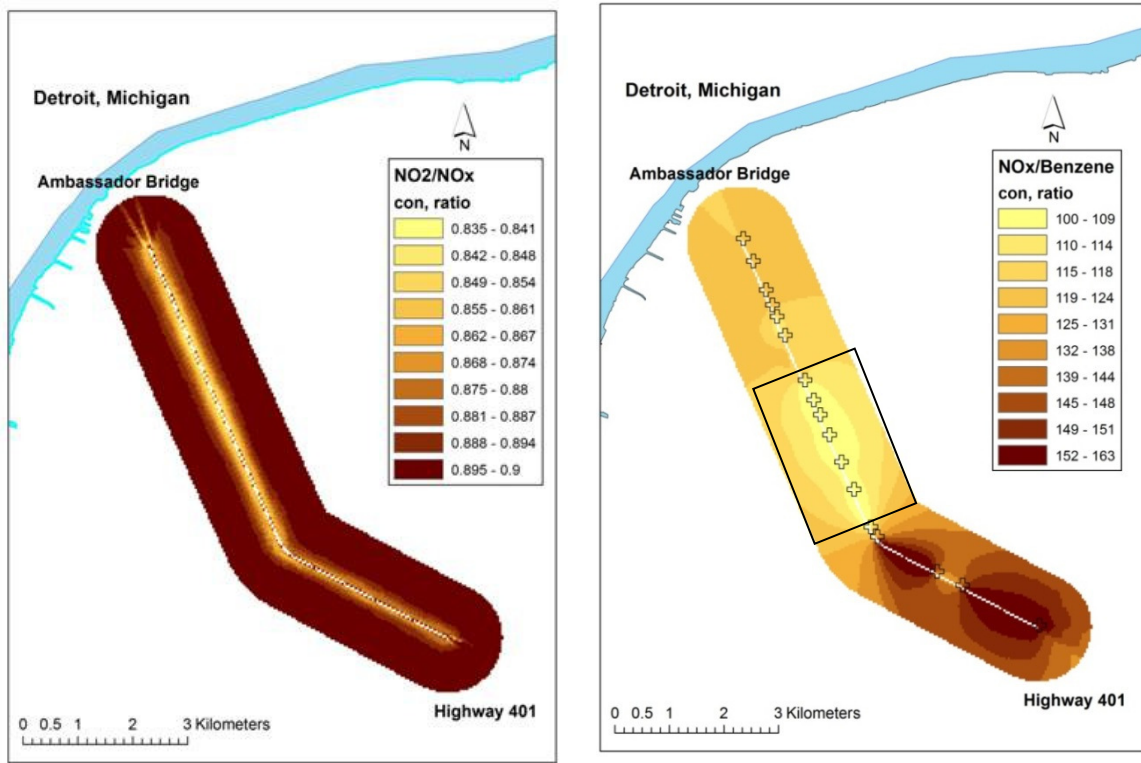 Detroit, Michigan
N
Ambassador Bridge
NO2/NOx
con, ratio
0.835 - 0.841
0.842 - 0.848
0.849 - 0.854
0.855 - 0.861
0.862 - 0.867
0.868 - 0.874
0.875 - 0.88
0.881 - 0.887
0.888 - 0.894
0.895 - 0.9
Highway 401
0 0.5 1 2 3 Kilometers
Detroit, Michigan
N
Ambassador Bridge
NOx/Benzene
con, ratio
100 - 109
110 - 114
115 - 118
119 - 124
125 - 131
132 - 138
139 - 144
145 - 148
149 - 151
152 - 163
Highway 401
0 0.5 1 2 3 Kilometers